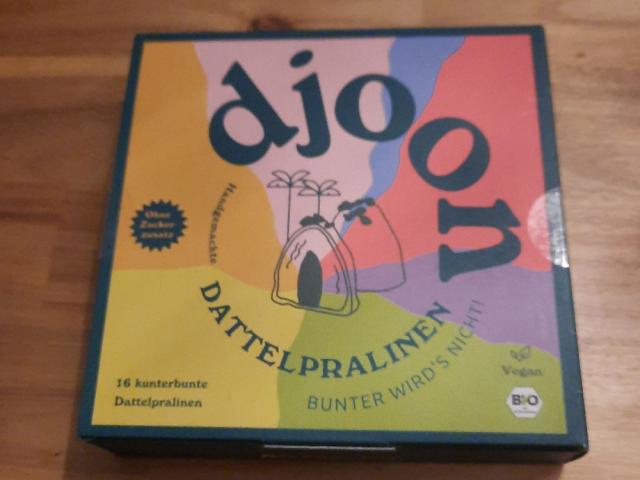 djoon
Handgemachte
Ohne
Zucker
zusatz
DATTELPRALINEN
BUNTER WIRD'S NICHT!
16 kunterbunte
Dattelpralinen
Vegan
BIO